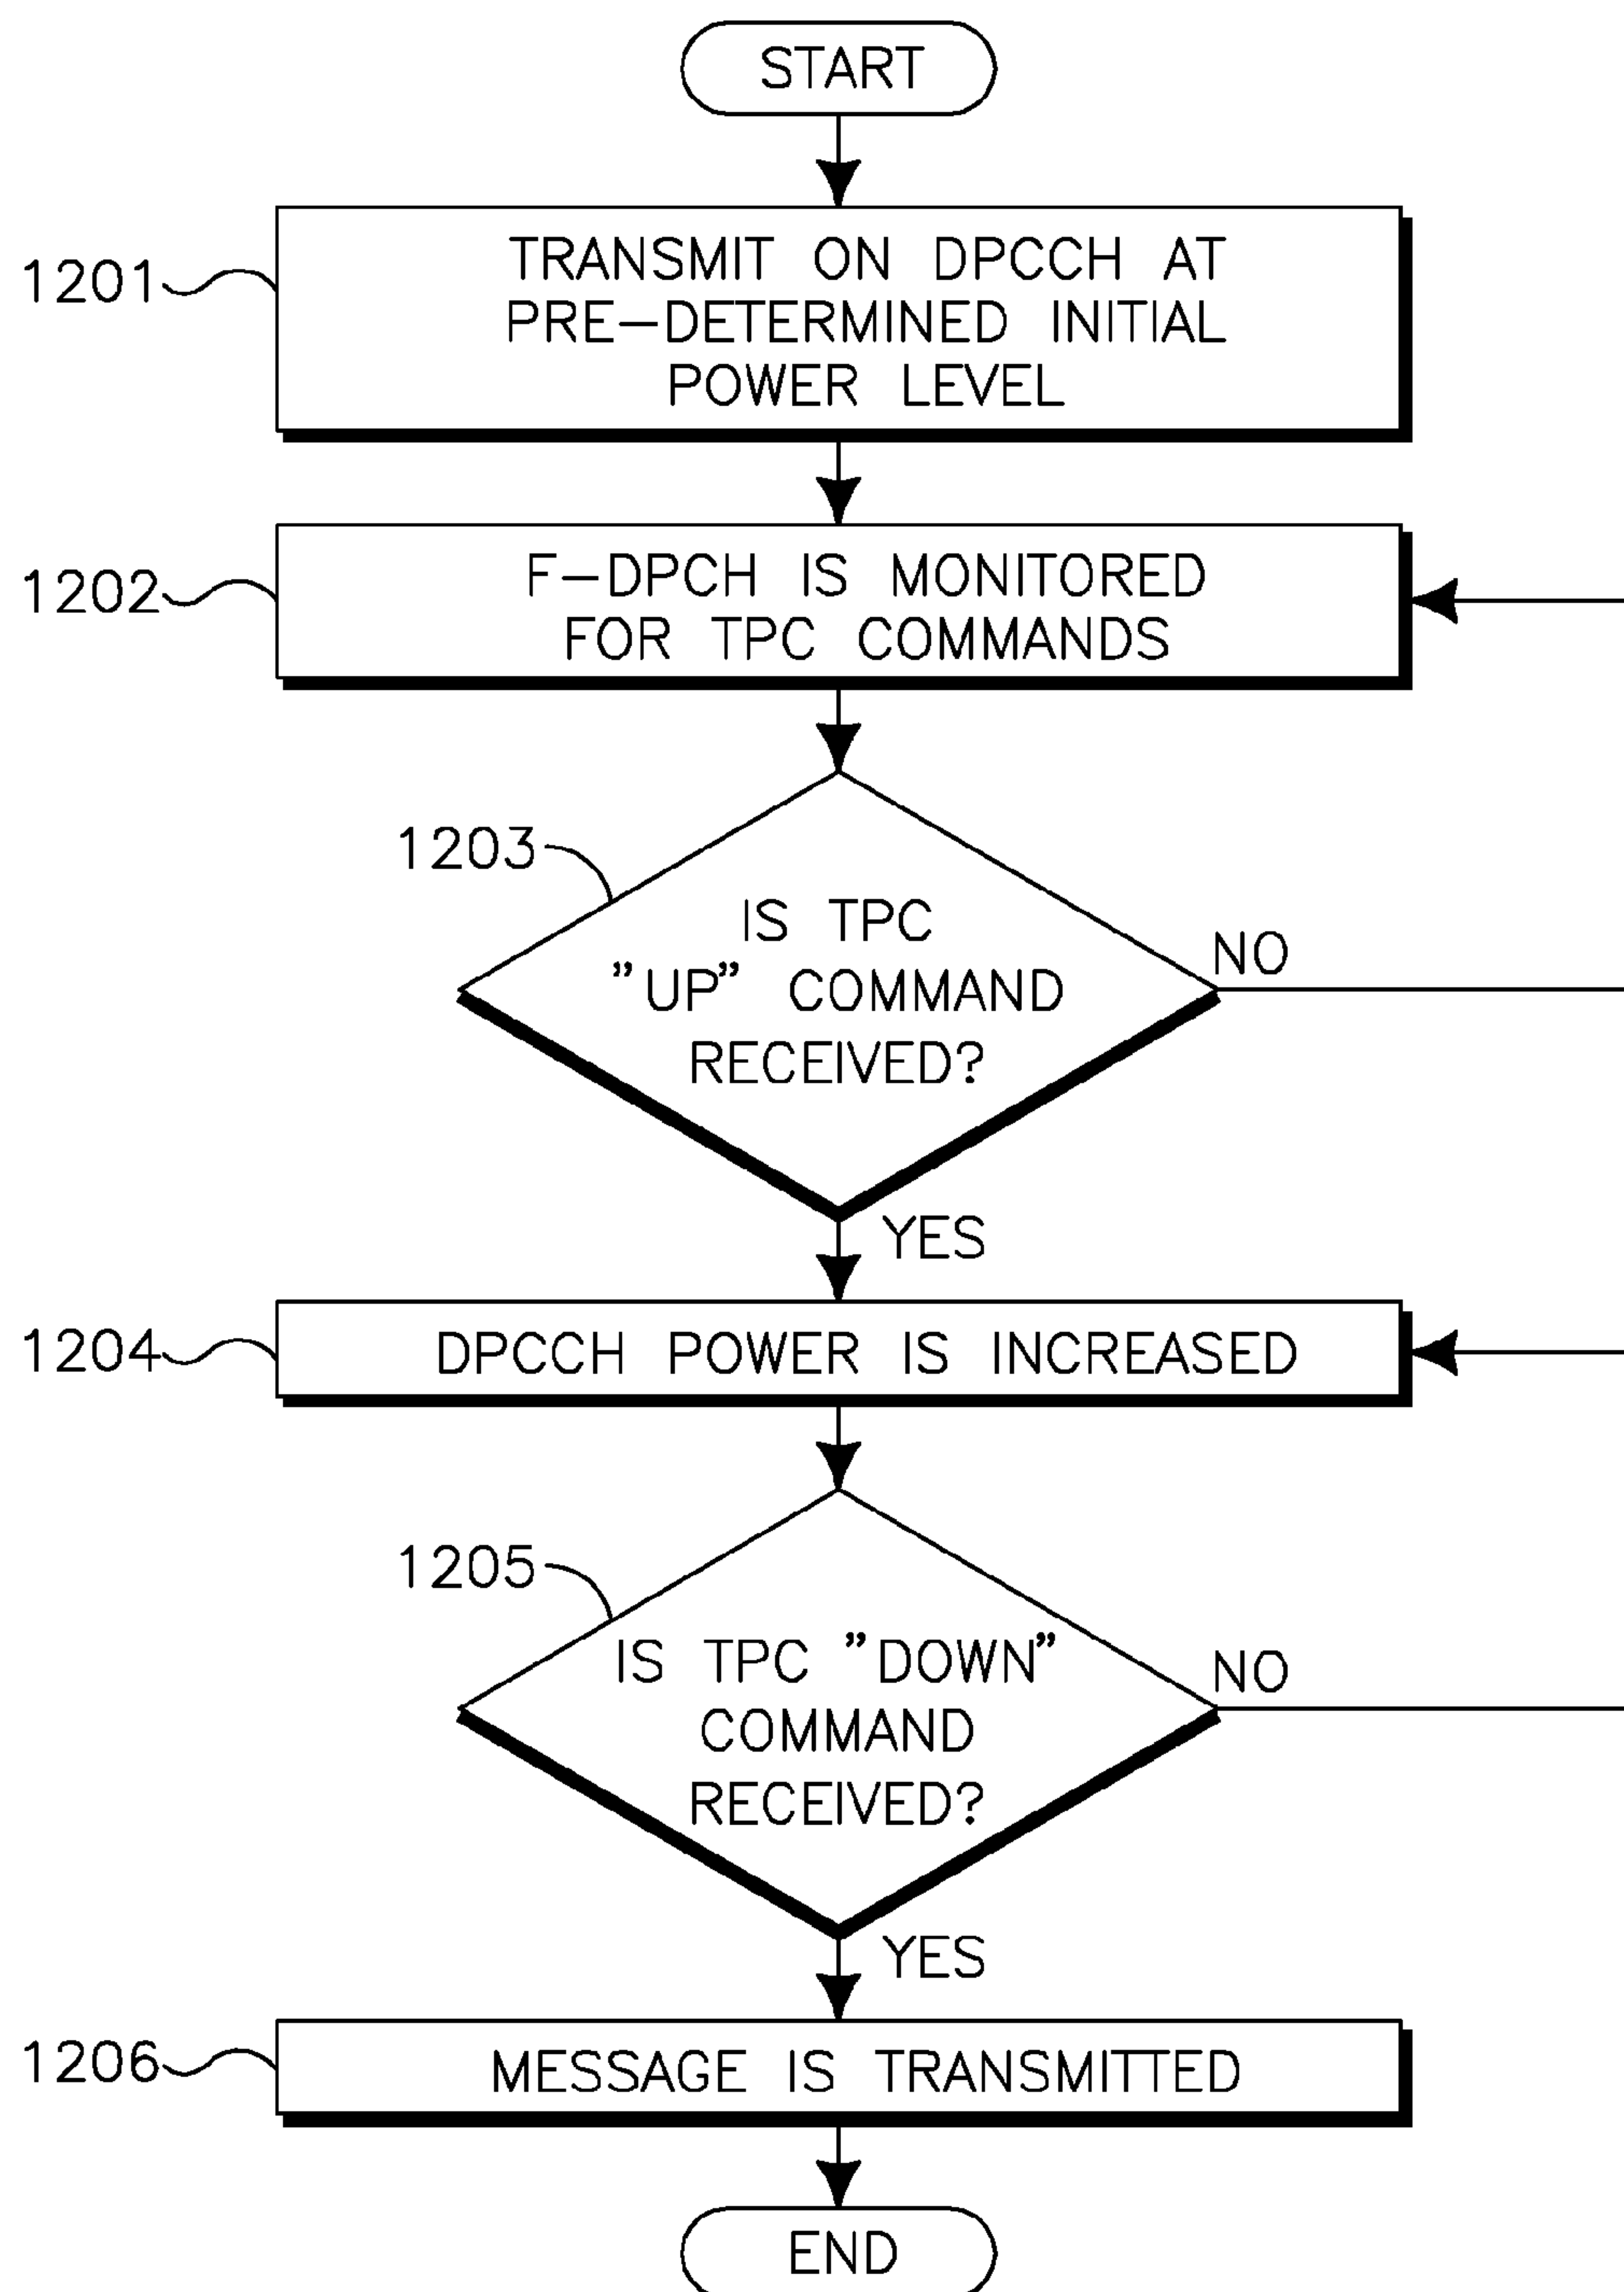 START
1201
TRANSMIT ON DPCCH AT
PRE-DETERMINED INITIAL
POWER LEVEL
1202
F-DPCH IS MONITORED
FOR TPC COMMANDS
1203
IS TPC
"UP" COMMAND
RECEIVED?
NO
YES
1204
DPCCH POWER IS INCREASED
1205
IS TPC "DOWN"
COMMAND
RECEIVED?
NO
YES
1206
MESSAGE IS TRANSMITTED
END